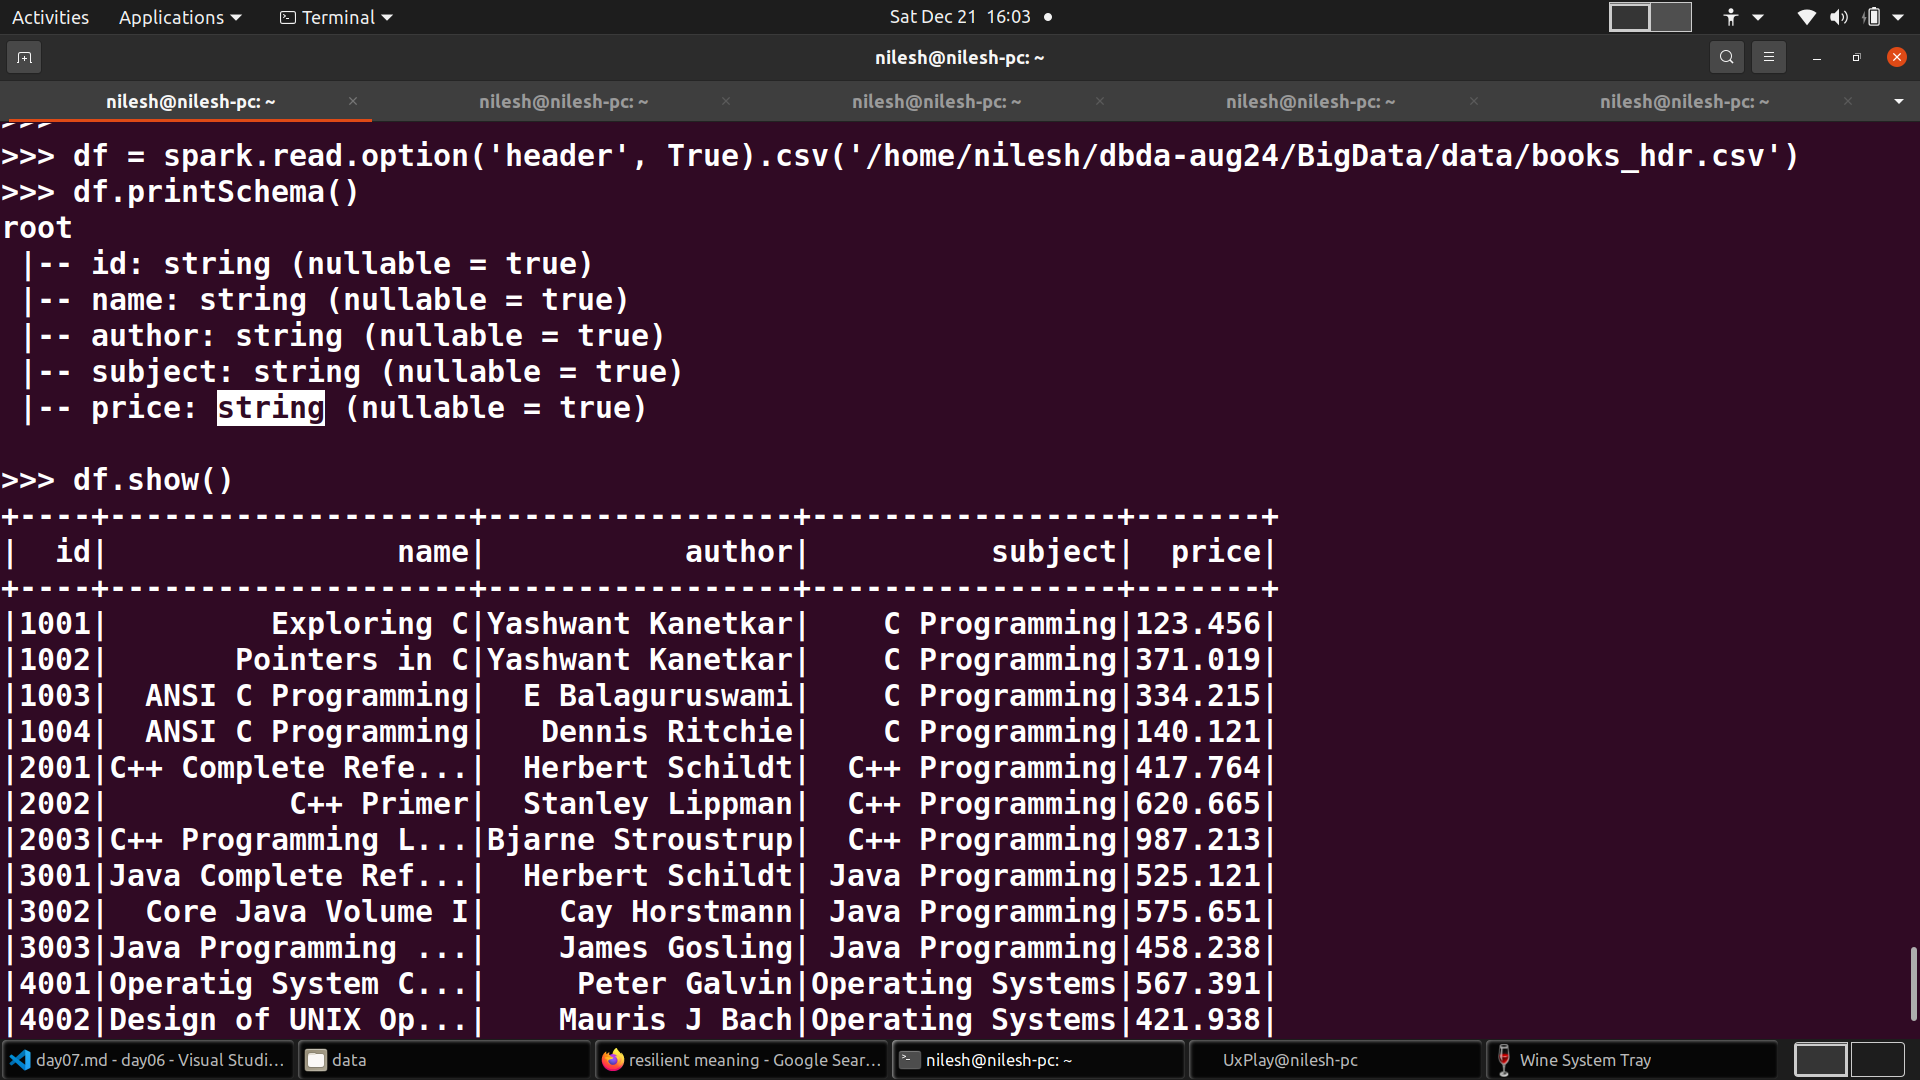 Activities Applications Terminal Sat Dec 21 16:03
nilesh@nilesh-pc: ~
nilesh@nilesh-pc: ~ nilesh@nilesh-pc: ~ nilesh@nilesh-pc: ~ nilesh@nilesh-pc: ~ nilesh@nilesh-pc: ~
>>>
>>> df = spark.read.option('header', True).csv('/home/nilesh/dbda-aug24/BigData/data/books_hdr.csv')
>>> df.printSchema()
root
 |-- id: string (nullable = true)
 |-- name: string (nullable = true)
 |-- author: string (nullable = true)
 |-- subject: string (nullable = true)
 |-- price: string (nullable = true)
>>> df.show()
+----+--------------------+-----------------+-----------------+-------+
|  id|                name|           author|          subject|  price|
+----+--------------------+-----------------+-----------------+-------+
|1001|         Exploring C|Yashwant Kanetkar|    C Programming|123.456|
|1002|       Pointers in C|Yashwant Kanetkar|    C Programming|371.019|
|1003|  ANSI C Programming|  E Balaguruswami|    C Programming|334.215|
|1004|  ANSI C Programming|   Dennis Ritchie|    C Programming|140.121|
|2001|C++ Complete Refe...|  Herbert Schildt|  C++ Programming|417.764|
|2002|          C++ Primer|  Stanley Lippman|  C++ Programming|620.665|
|2003|C++ Programming L...|Bjarne Stroustrup|  C++ Programming|987.213|
|3001|Java Complete Ref...|  Herbert Schildt| Java Programming|525.121|
|3002|  Core Java Volume I|    Cay Horstmann| Java Programming|575.651|
|3003|Java Programming ...|    James Gosling| Java Programming|458.238|
|4001|Operatig System C...|     Peter Galvin|Operating Systems|567.391|
|4002|Design of UNIX Op...|    Mauris J Bach|Operating Systems|421.938|
day07.md - day06 - Visual Studi... data resilient meaning - Google Sear... nilesh@nilesh-pc: ~ UxPlay@nilesh-pc Wine System Tray